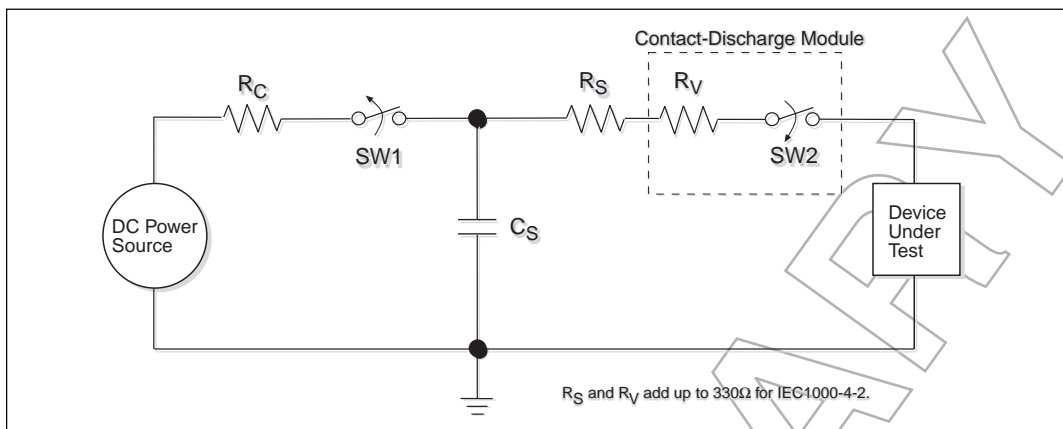 Contact-Discharge Module
RC
RS
RV
SW1
SW2
DC Power
Source
CS
Device
Under
Test
RS and RV add up to 330Ω for IEC1000-4-2.
ARY